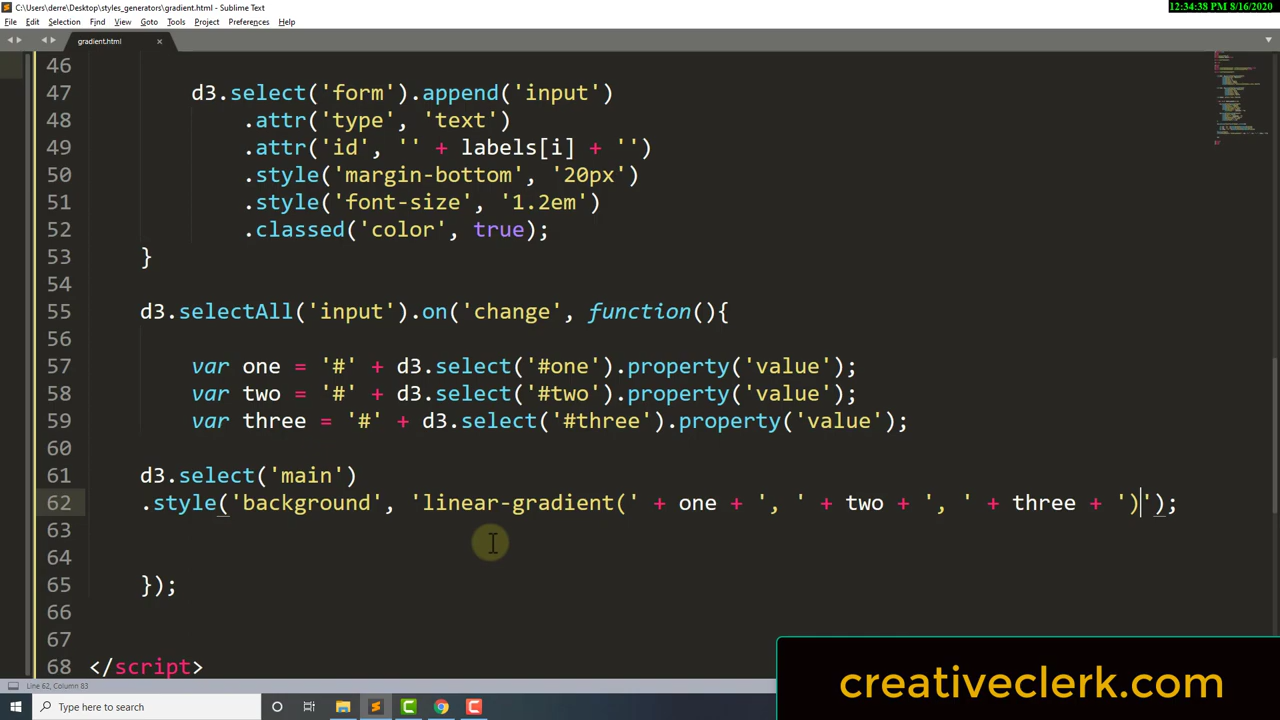 C:\Users\derre\Desktop\styles_generators\gradient.html - Sublime Text
12:34:38 PM 8/16/2020
File Edit Selection Find View Goto Tools Project Preferences Help
gradient.html
46
47 d3.select('form').append('input')
48 .attr('type', 'text')
49 .attr('id', '' + labels[i] + '')
50 .style('margin-bottom', '20px')
51 .style('font-size', '1.2em')
52 .classed('color', true);
53 }
54
55 d3.selectAll('input').on('change', function(){
56
57 var one = '#' + d3.select('#one').property('value');
58 var two = '#' + d3.select('#two').property('value');
59 var three = '#' + d3.select('#three').property('value');
60
61 d3.select('main')
62 .style('background', 'linear-gradient(' + one + ', ' + two + ', ' + three + ')');
63
64
65 });
66
67
68 </script>
creativeclerk.com
Line 62, Column 83
Type here to search